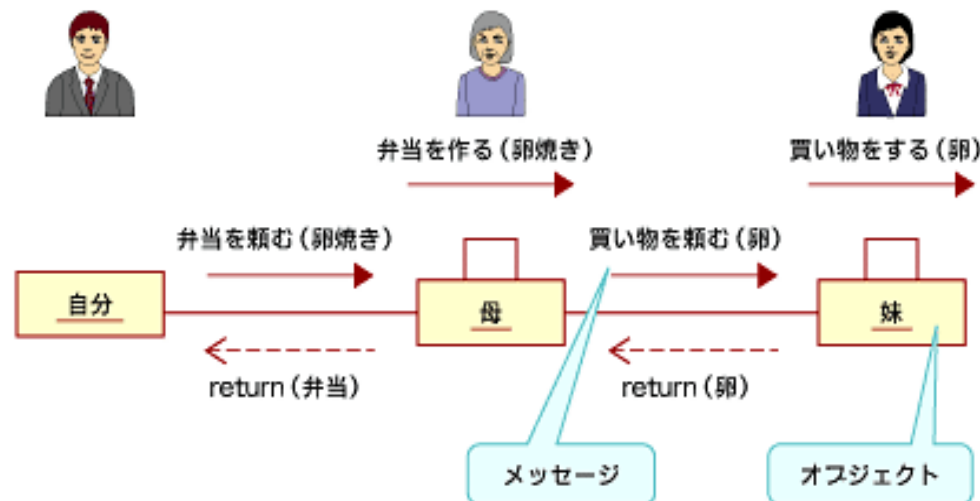 弁当を作る(卵焼き)
買い物をする(卵)
弁当を頼む(卵焼き)
買い物を頼む(卵)
自分
母
妹
return(弁当)
return(卵)
メッセージ
オブジェクト